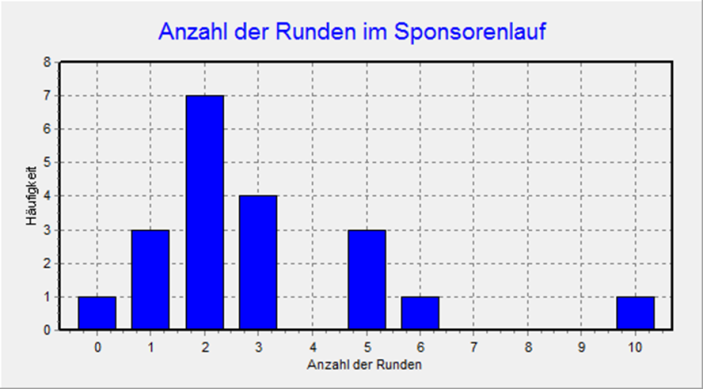 Anzahl der Runden im Sponsorenlauf
8
7
6
5
4
3
2
1
0
Häufigkeit
0 1 2 3 4 5 6 7 8 9 10
Anzahl der Runden